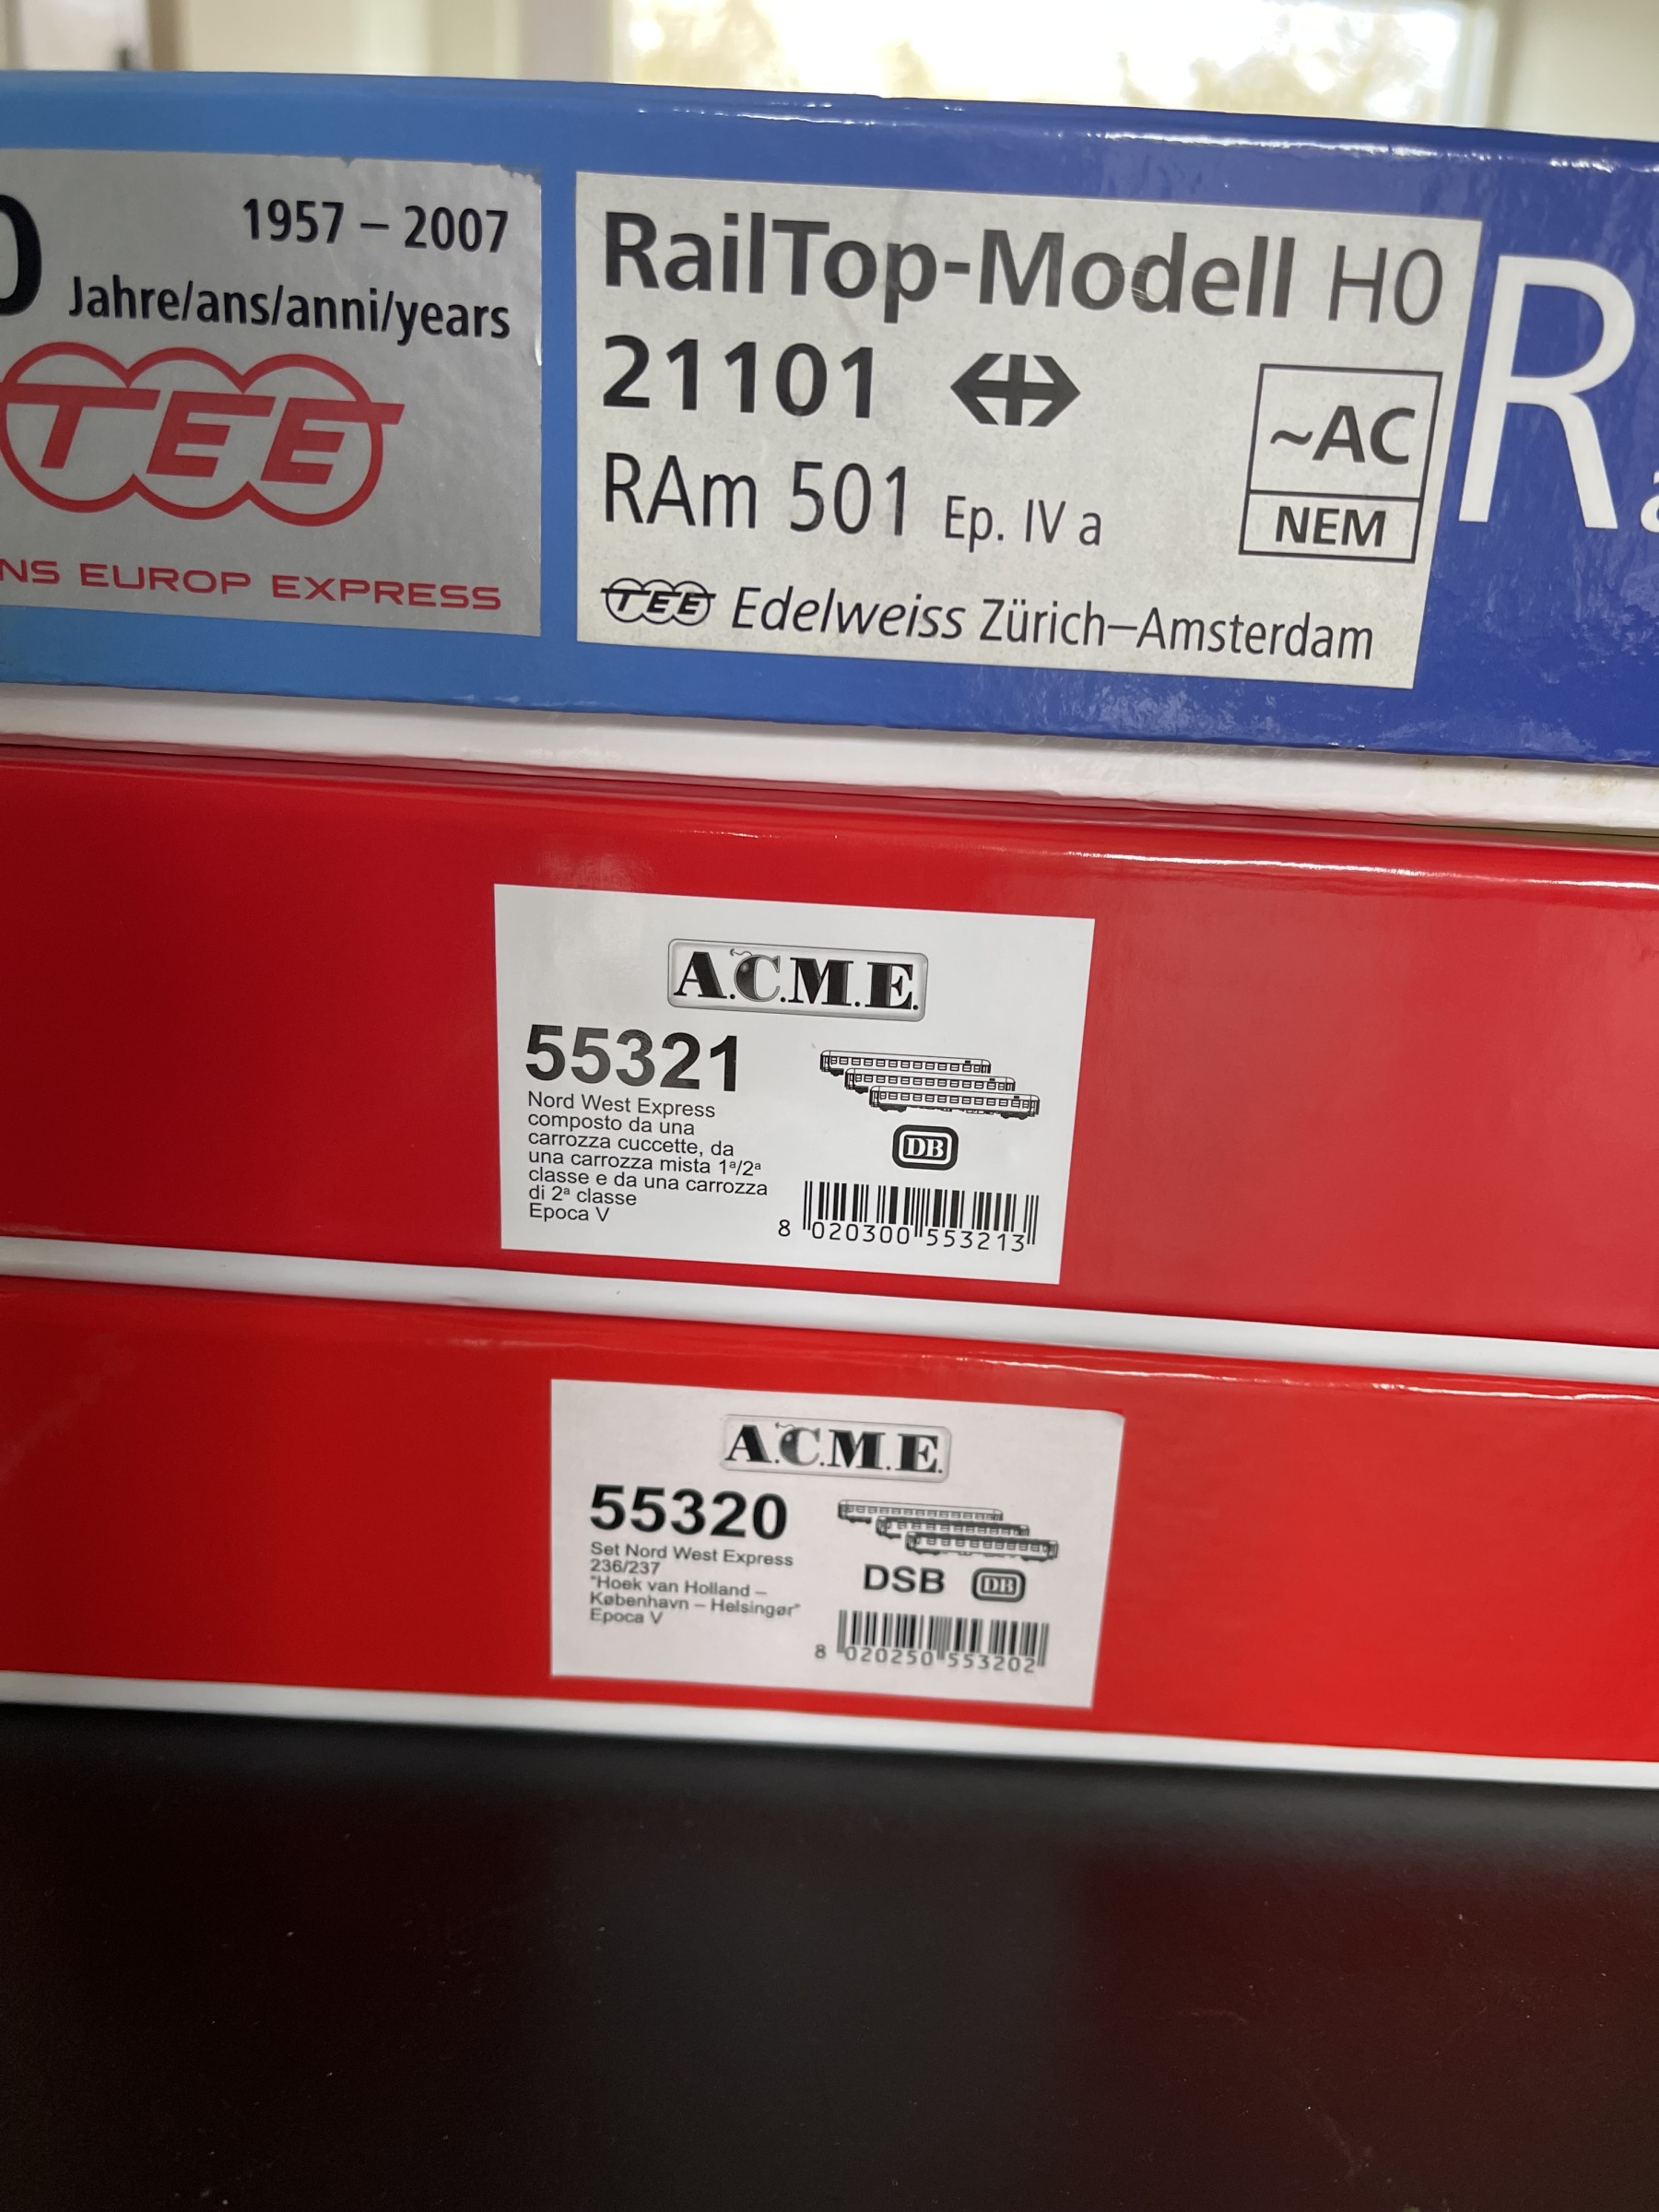 1957 – 2007
Jahre/ans/anni/years
TEE
EUROP EXPRESS
RailTop-Modell H0
21101
RAm 501 Ep. IV a
~AC
NEM
TEE Edelweiss Zürich–Amsterdam
R
A.C.M.E.
55321
Nord West Express
composto da una
carrozza cuccette, da
una carrozza mista 1ª/2ª
classe e da una carrozza
di 2ª classe
Epoca V
DB
8 020300 553213
A.C.M.E.
55320
Set Nord West Express
236/237
"Hoek van Holland –
København – Helsingør"
Epoca V
DSB DB
8 020250 553202